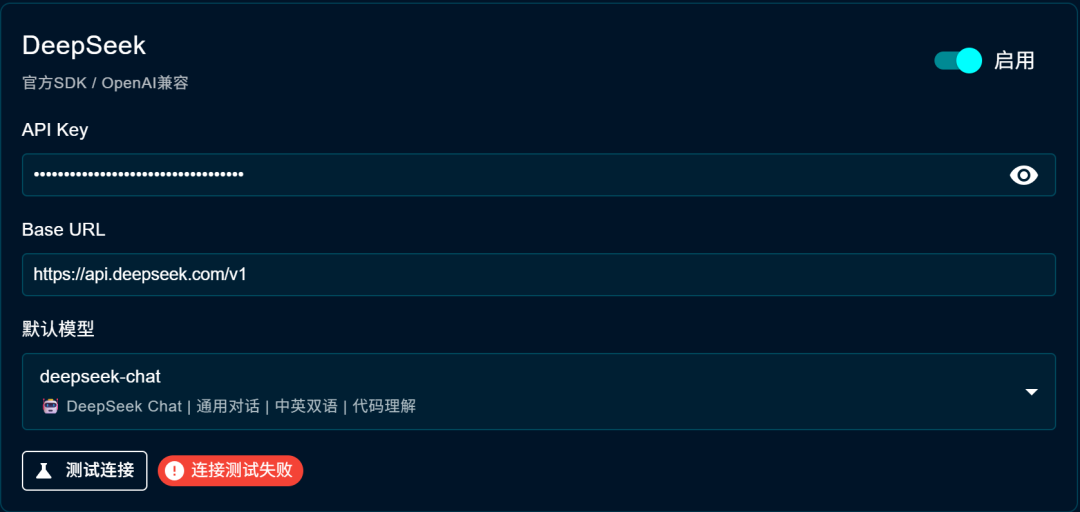 DeepSeek
启用
官方SDK / OpenAI兼容
API Key
••••••••••••••••••••••••••••••••••••
Base URL
https://api.deepseek.com/v1
默认模型
deepseek-chat
DeepSeek Chat | 通用对话 | 中英双语 | 代码理解
测试连接
连接测试失败